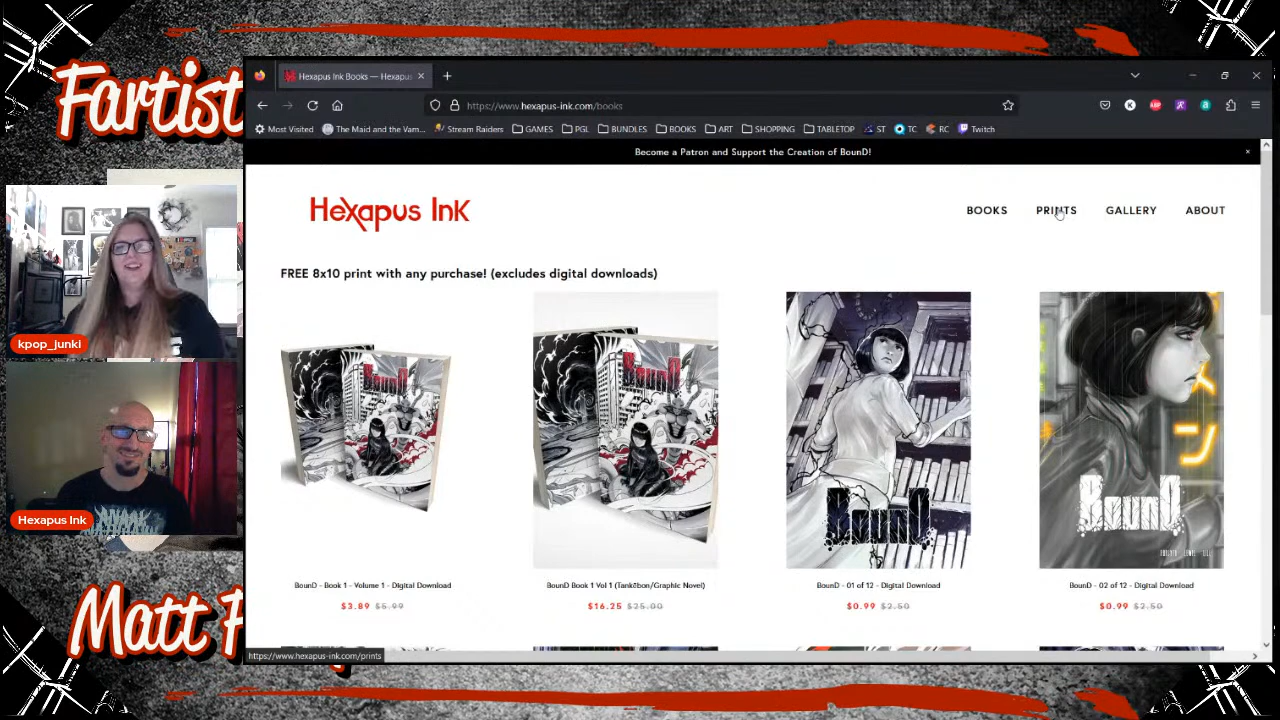 Fartist
Matt F
kpop_junki
Hexapus Ink
Hexapus Ink Books — Hexapus
https://www.hexapus-ink.com/books
Most Visited
The Maid and the Vam...
Stream Raiders
GAMES
PGL
BUNDLES
BOOKS
ART
SHOPPING
TABLETOP
ST
TC
RC
Twitch
Become a Patron and Support the Creation of BounD!
Hexapus Ink
BOOKS
PRINTS
GALLERY
ABOUT
FREE 8x10 print with any purchase! (excludes digital downloads)
BounD
BounD
BounD
BounD
BounD - Book 1 - Volume 1 - Digital Download
$3.89 $5.99
BounD Book 1 Vol 1 (Tankōbon/Graphic Novel)
$16.25 $25.00
BounD - 01 of 12 - Digital Download
$0.99 $2.50
BounD - 02 of 12 - Digital Download
$0.99 $2.50
https://www.hexapus-ink.com/prints